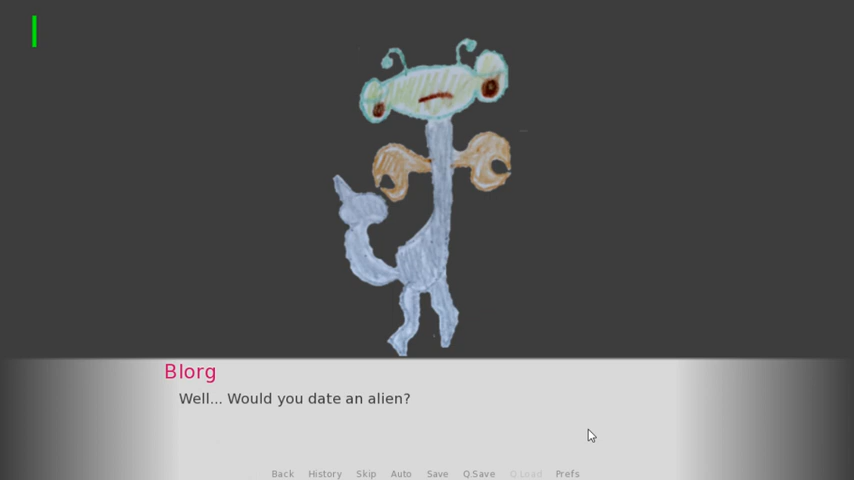 Blorg
Well... Would you date an alien?
Back History Skip Auto Save Q.Save Q.Load Prefs